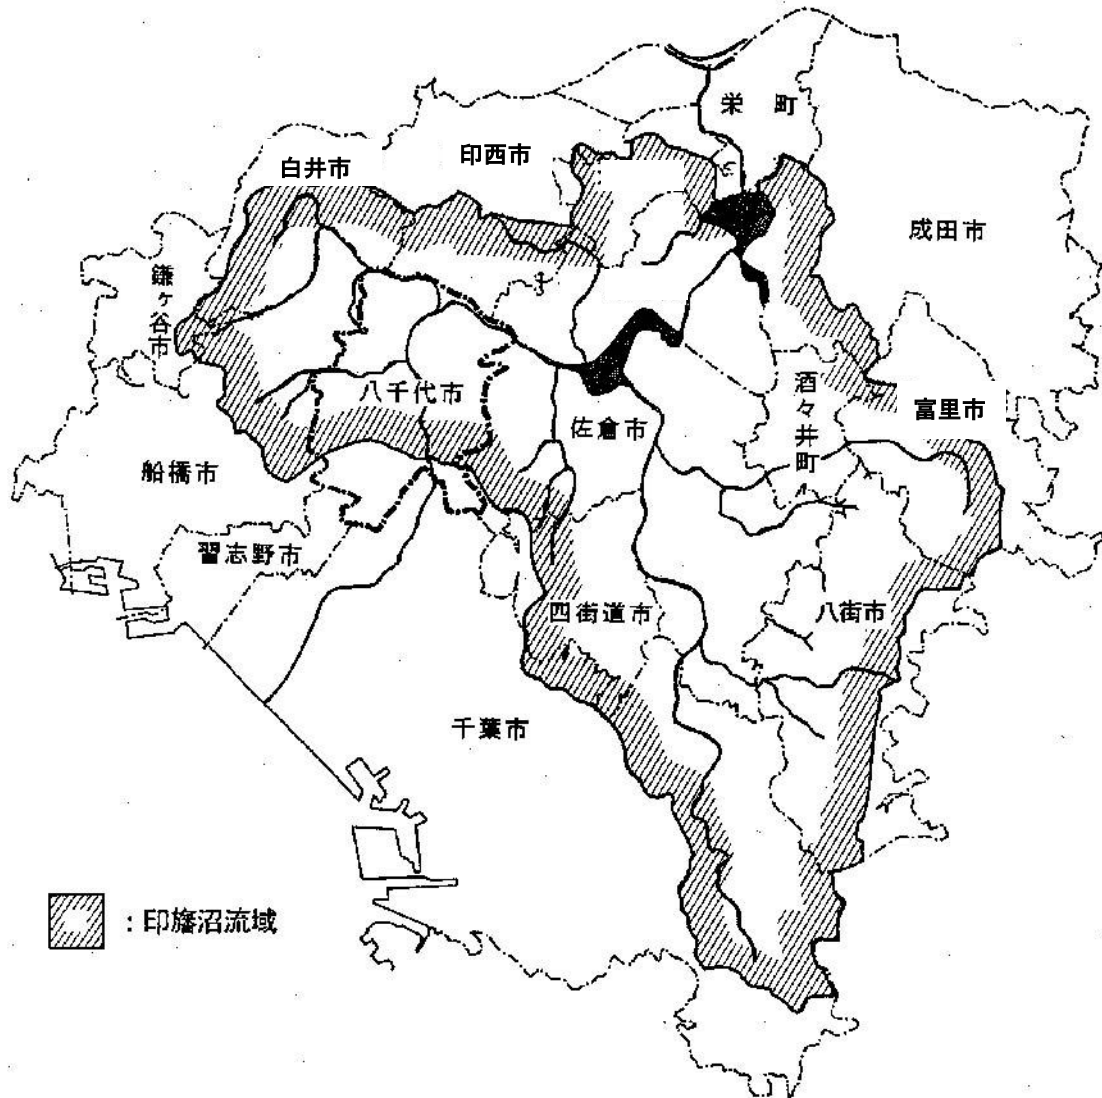 栄町
印西市
白井市
成田市
鎌ヶ谷市
酒々井町
富里市
八千代市
佐倉市
船橋市
習志野市
四街道市
八街市
千葉市
：印旛沼流域